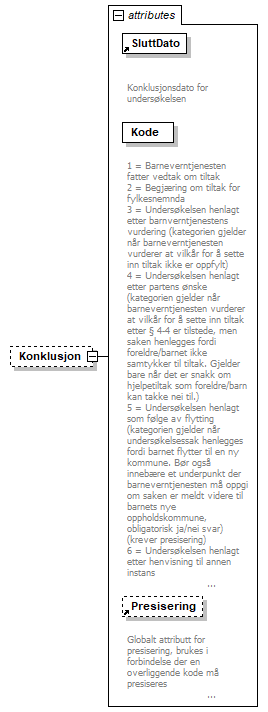 attributes
SluttDato
Konklusjonsdato for
undersøkelsen
Kode
1 = Barneverntjenesten
fatter vedtak om tiltak
2 = Begjæring om tiltak for
fylkesnemnda
3 = Undersøkelsen henlagt
etter barnverntjenestens
vurdering (kategorien gjelder
når barneverntjenesten
vurderer at vilkår for å sette
inn tiltak ikke er oppfylt)
4 = Undersøkelsen henlagt
etter partens ønske
(kategorien gjelder når
barneverntjenesten vurderer
at vilkår for å sette inn tiltak
etter § 4-4 er tilstede, men
saken henlegges fordi
foreldre/barnet ikke
samtykker til tiltak. Gjelder
bare når det er snakk om
hjelpetiltak som foreldre/barn
kan takke nei til.)
5 = Undersøkelsen henlagt
som følge av flytting
(kategorien gjelder når
undersøkelsessak henlegges
fordi barnet flytter til en ny
kommune. Bør også
innebære et underpunkt der
barneverntjenesten må oppgi
om saken er meldt videre til
barnets nye
oppholdskommune,
obligatorisk ja/nei svar)
(krever presisering)
6 = Undersøkelsen henlagt
etter henvisning til annen
instans
...
Konklusjon
Presisering
Globalt attributt for
presisering, brukes i
forbindelse der en
overliggende kode må
presiseres
...